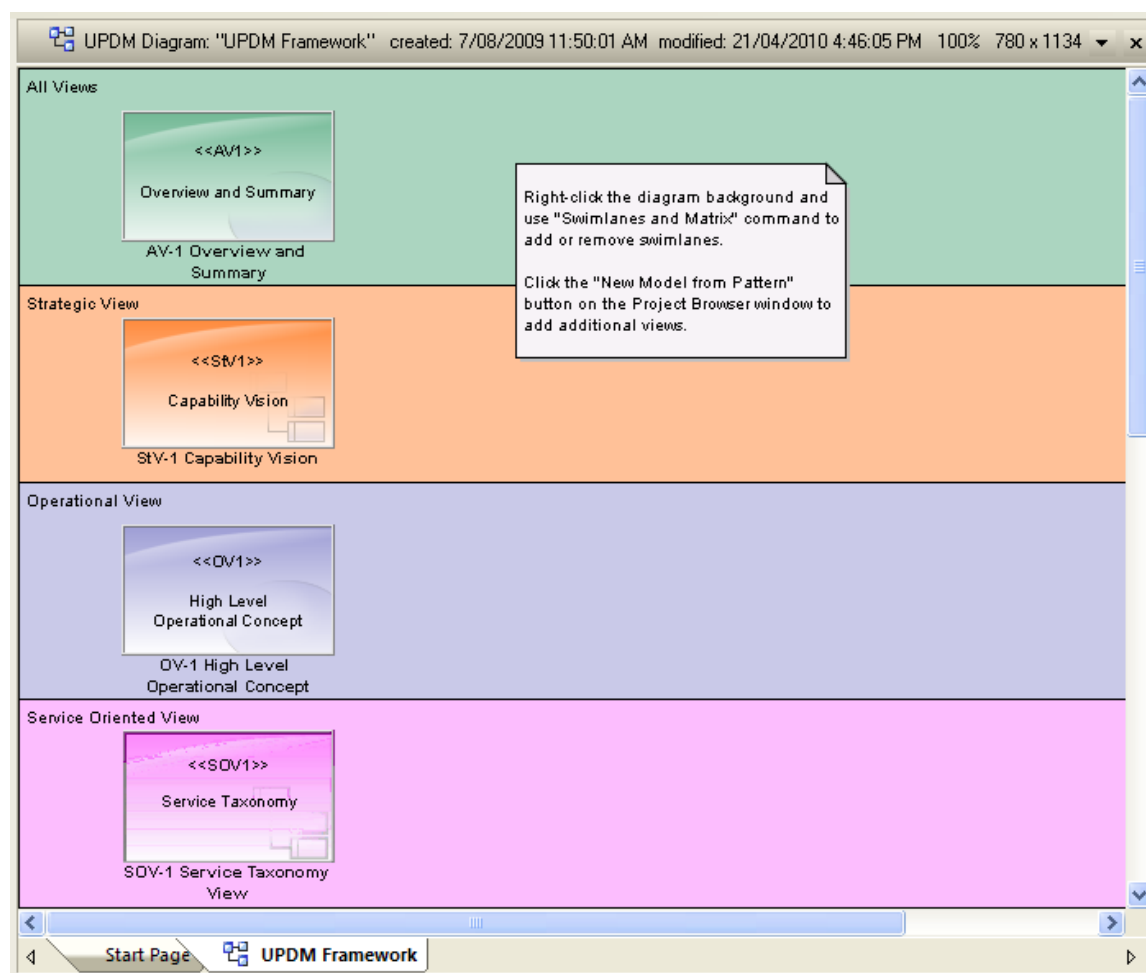 UPDM Diagram: "UPDM Framework" created: 7/08/2009 11:50:01 AM modified: 21/04/2010 4:46:05 PM 100% 780 x 1134
All Views
<<AV1>>
Overview and Summary
AV-1 Overview and
Summary
Right-click the diagram background and
use "Swimlanes and Matrix" command to
add or remove swimlanes.
Click the "New Model from Pattern"
button on the Project Browser window to
add additional views.
Strategic View
<<StV1>>
Capability Vision
StV-1 Capability Vision
Operational View
<<OV1>>
High Level
Operational Concept
OV-1 High Level
Operational Concept
Service Oriented View
<<SOV1>>
Service Taxonomy
SOV-1 Service Taxonomy
View
Start Page
UPDM Framework